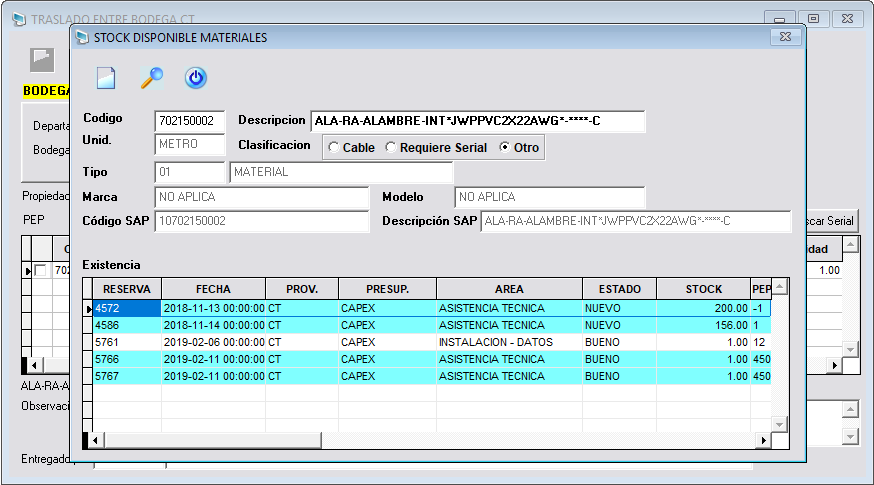 TRASLADO ENTRE BODEGA CT
STOCK DISPONIBLE MATERIALES
BODEGA
Codigo 702150002 Descripcion ALA-RA-ALAMBRE-INT*JWPPVC2X22AWG*-****-C
Departa
Unid. METRO Clasificacion Cable Requiere Serial Otro
Bodega
Tipo 01 MATERIAL
Propiedad Marca NO APLICA Modelo NO APLICA
PEP Código SAP 10702150002 Descripción SAP ALA-RA-ALAMBRE-INT*JWPPVC2X22AWG*-****-C scar Serial
C idad
Existencia
702 1.00
RESERVA FECHA PROV. PRESUP. AREA ESTADO STOCK PEP
4572 2018-11-13 00:00:00 CT CAPEX ASISTENCIA TECNICA NUEVO 200.00 -1
4586 2018-11-14 00:00:00 CT CAPEX ASISTENCIA TECNICA NUEVO 156.00 1
5761 2019-02-06 00:00:00 CT CAPEX INSTALACION - DATOS BUENO 1.00 12
5766 2019-02-11 00:00:00 CT CAPEX ASISTENCIA TECNICA BUENO 1.00 450
5767 2019-02-11 00:00:00 CT CAPEX ASISTENCIA TECNICA BUENO 1.00 450
ALA-RA-A
Observaci
Entregado